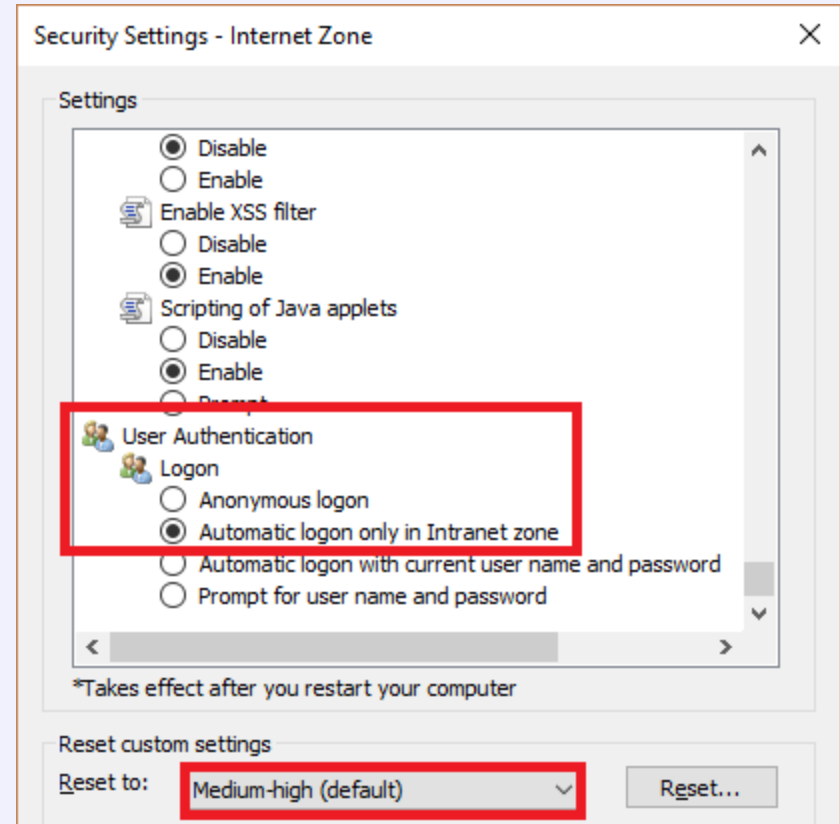 Security Settings - Internet Zone
Settings
Disable
Enable
Enable XSS filter
Disable
Enable
Scripting of Java applets
Disable
Enable
Prompt
User Authentication
Logon
Anonymous logon
Automatic logon only in Intranet zone
Automatic logon with current user name and password
Prompt for user name and password
*Takes effect after you restart your computer
Reset custom settings
Reset to: Medium-high (default) Reset...